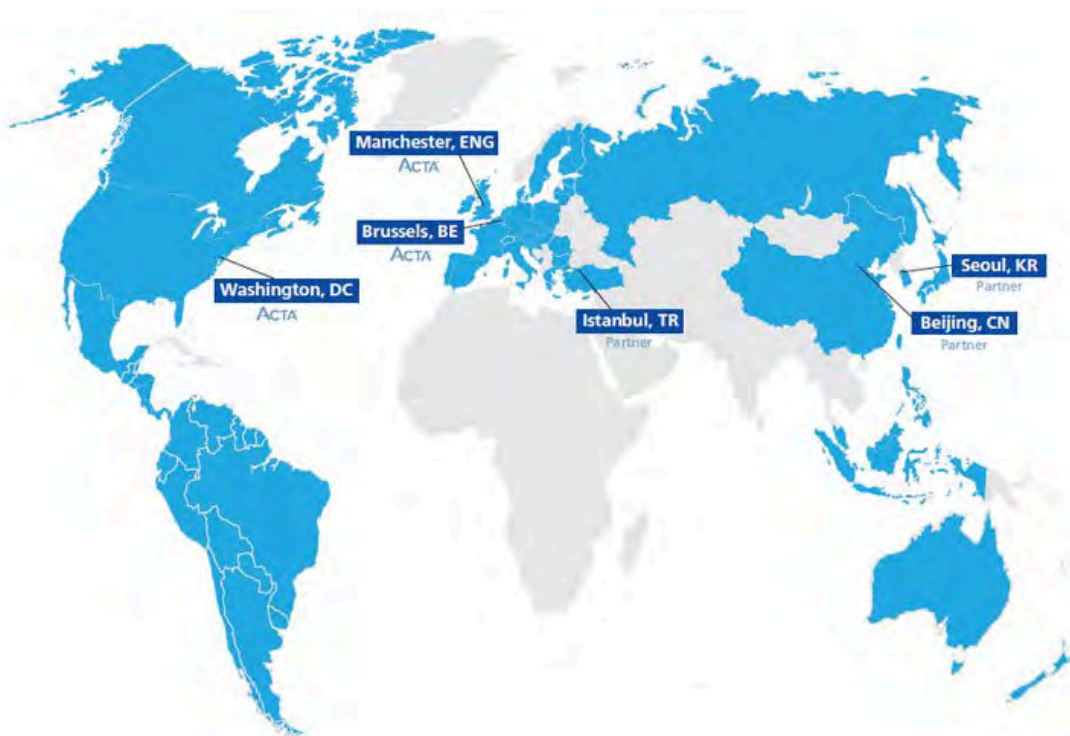 Manchester, ENG
ACTA
Brussels, BE
ACTA
Washington, DC
ACTA
Istanbul, TR
Partner
Seoul, KR
Partner
Beijing, CN
Partner